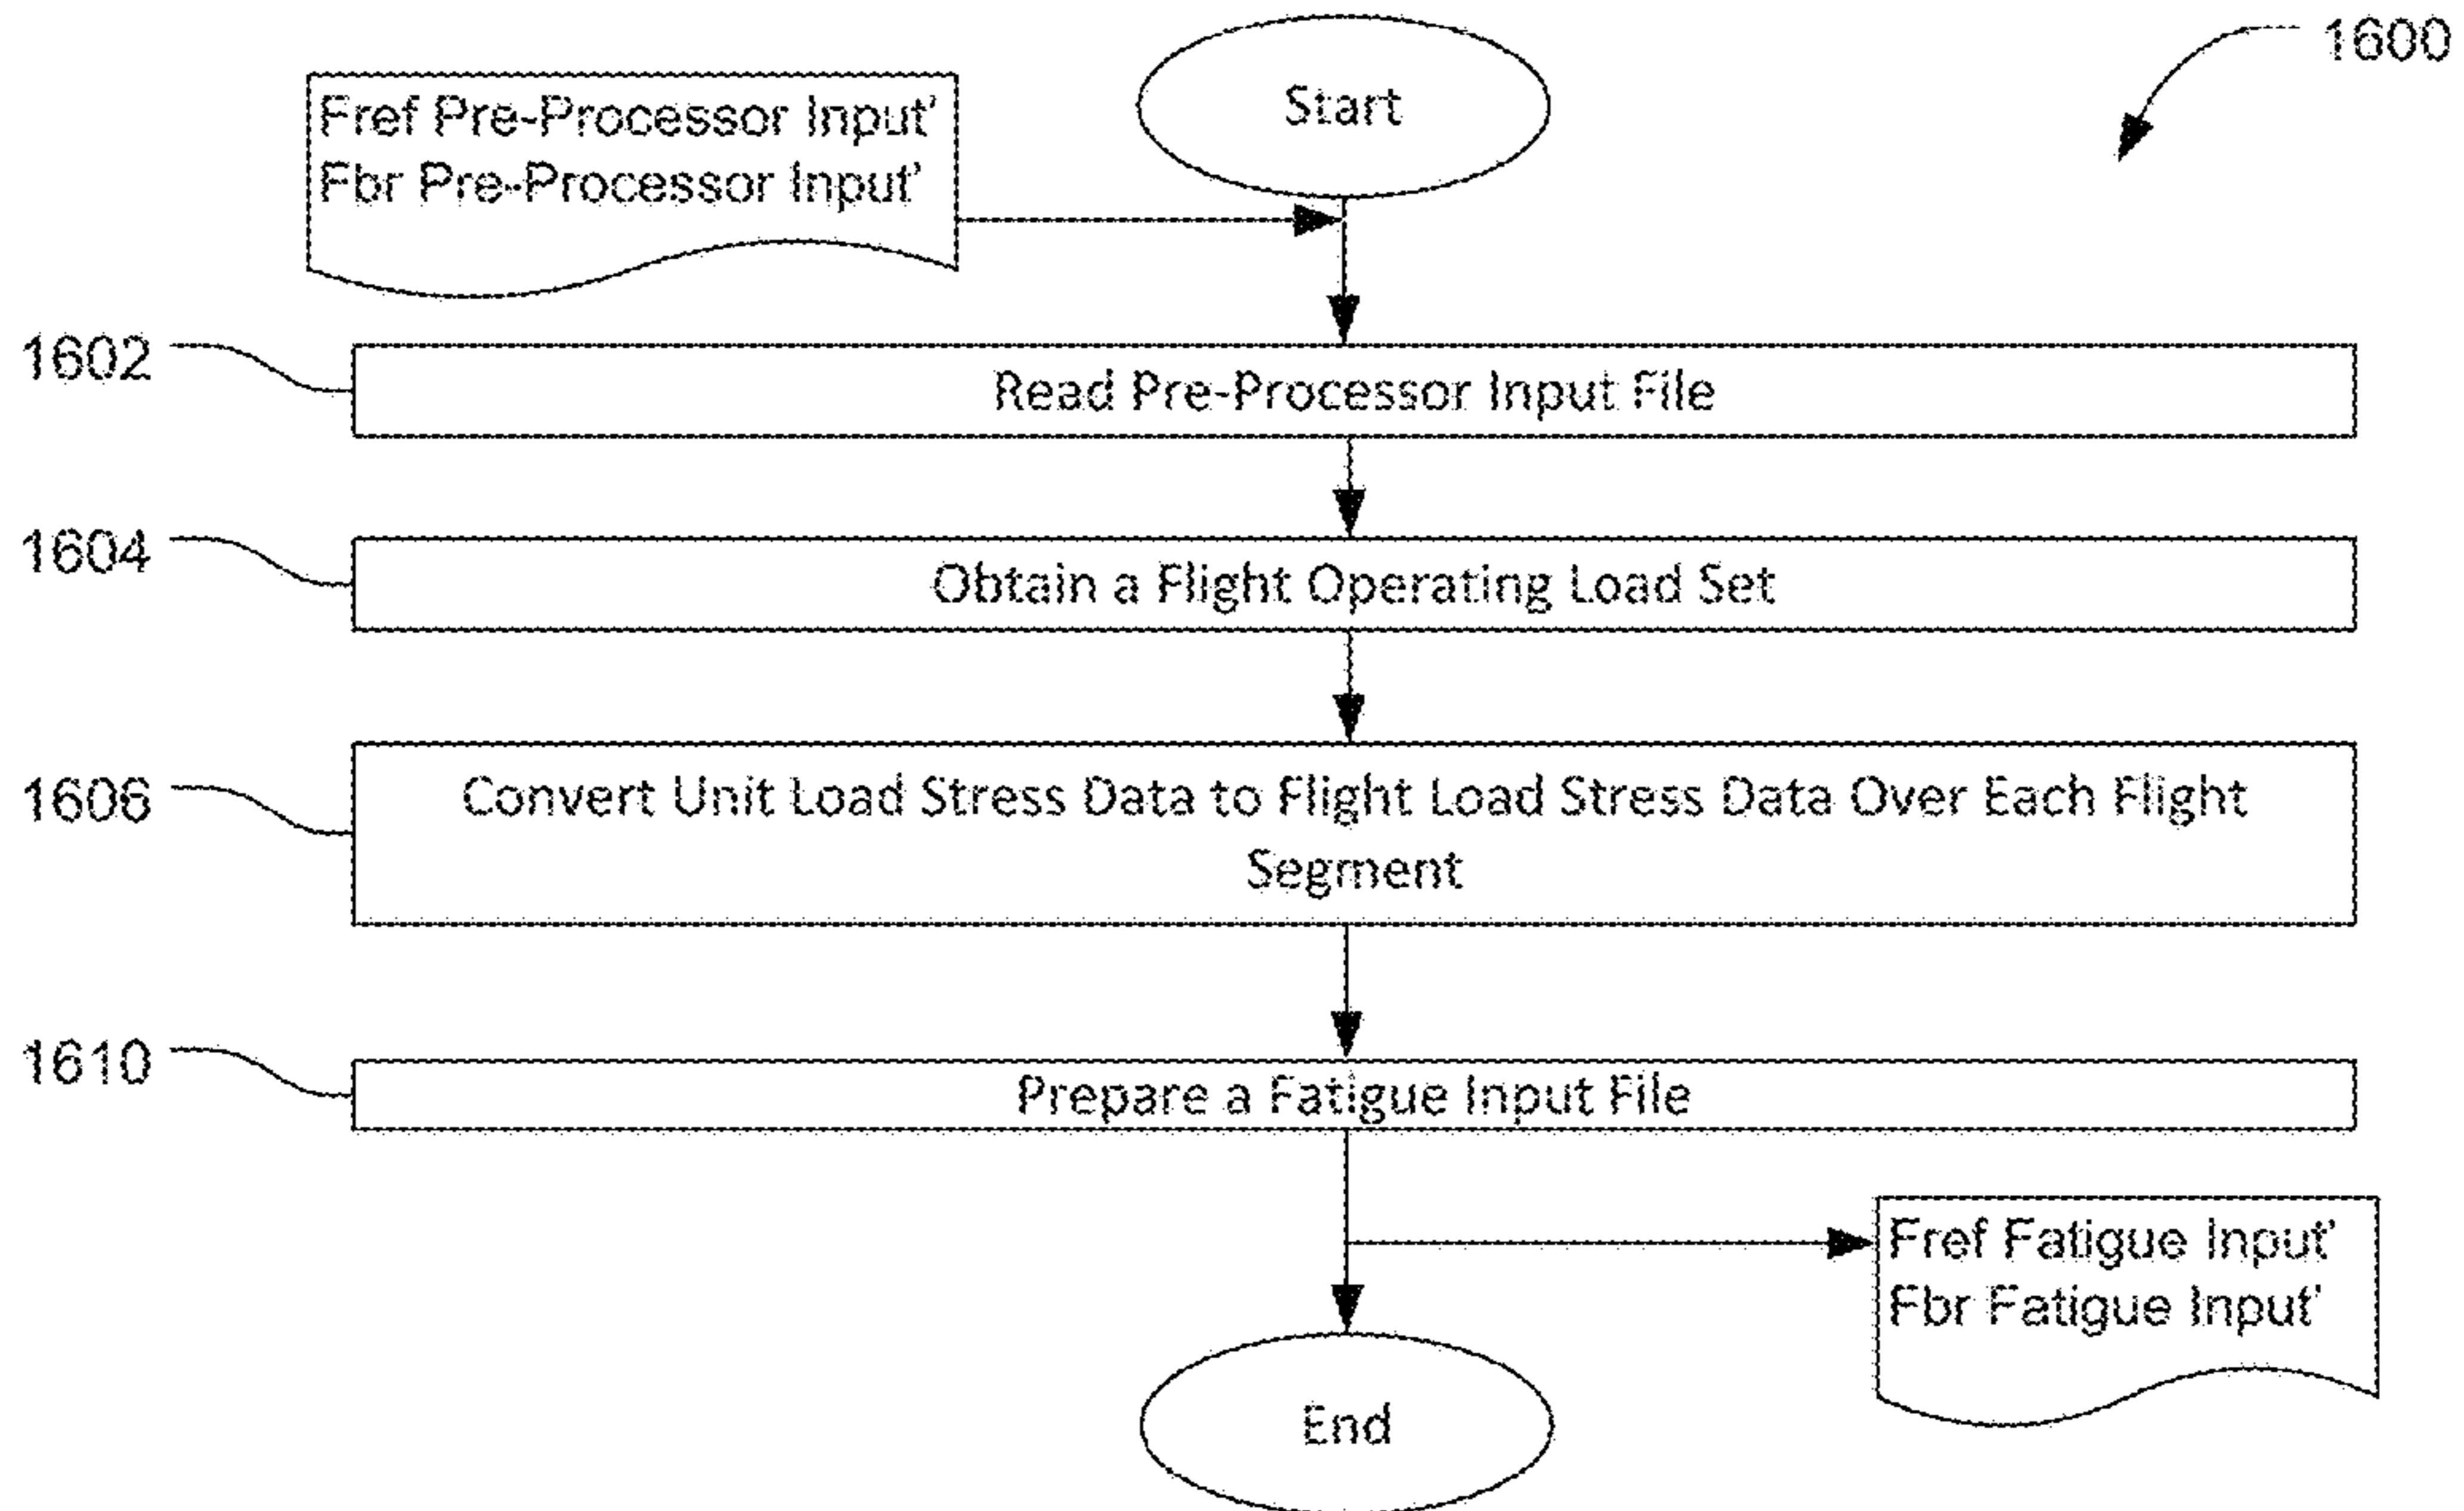 1600
Start
Fref Pre-Processor Input'
Fbr Pre-Processor Input'
1602
Read Pre-Processor Input File
1604
Obtain a Flight Operating Load Set
1606
Convert Unit Load Stress Data to Flight Load Stress Data Over Each Flight
Segment
1610
Prepare a Fatigue Input File
Fref Fatigue Input'
Fbr Fatigue Input'
End